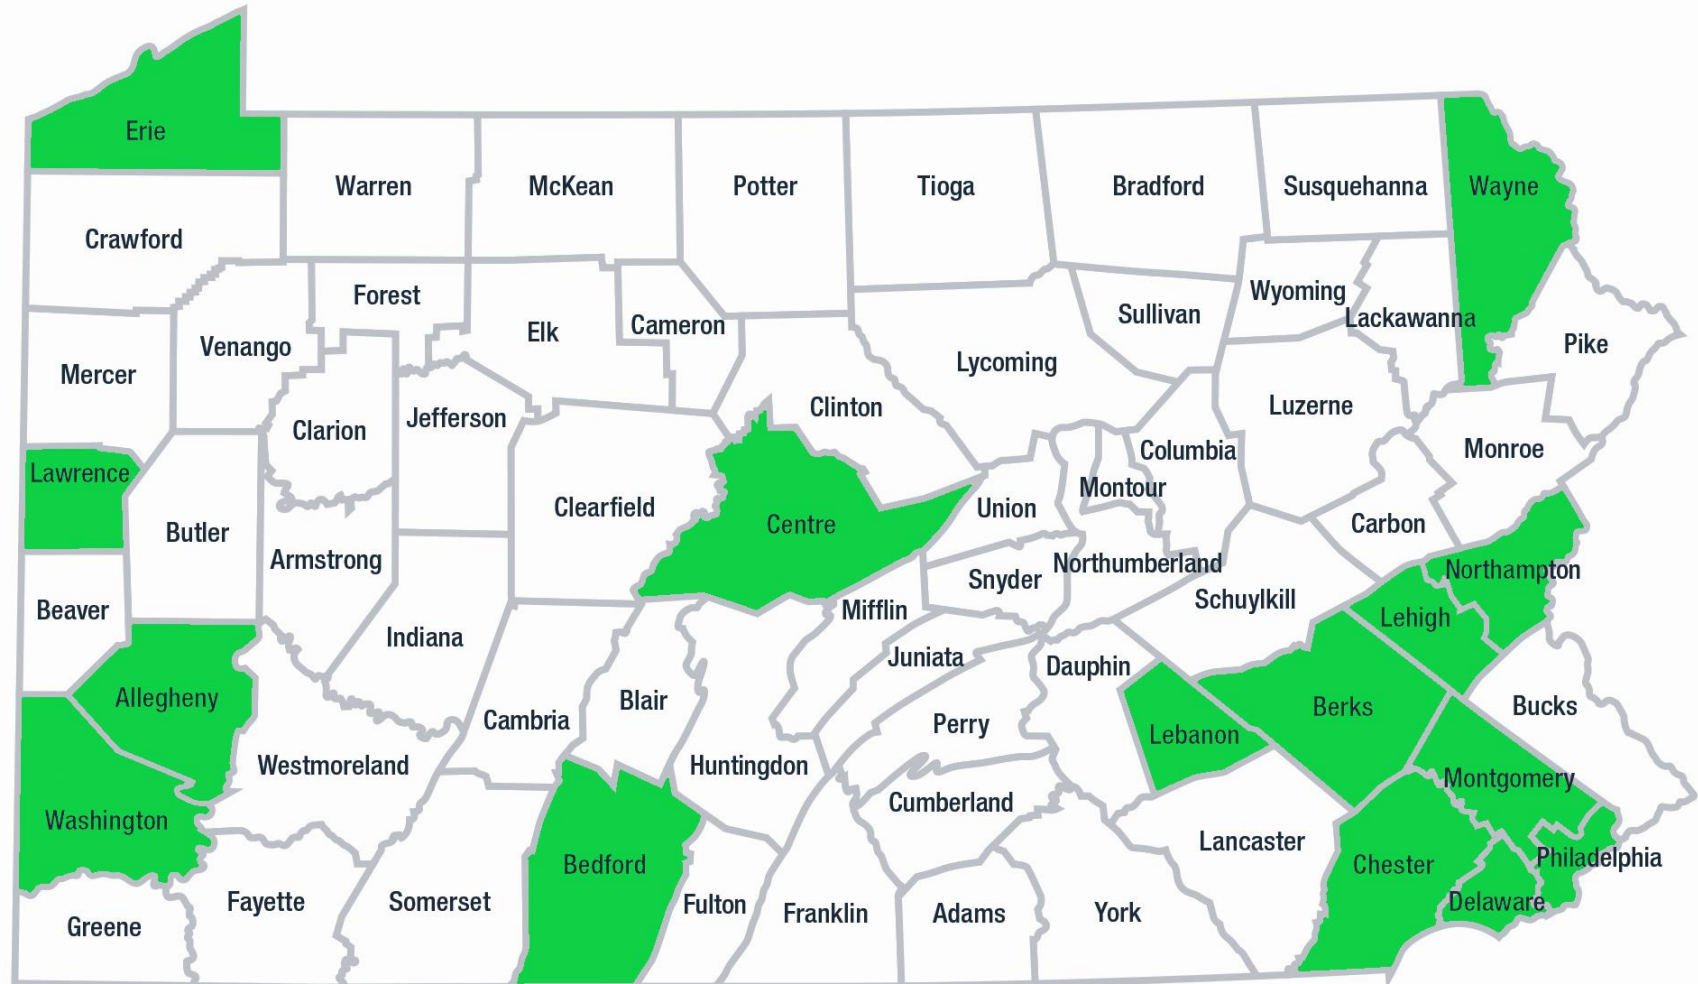 Erie
Warren
McKean
Potter
Tioga
Bradford
Susquehanna
Wayne
Crawford
Forest
Wyoming
Lackawanna
Cameron
Sullivan
Elk
Venango
Pike
Lycoming
Mercer
Clinton
Luzerne
Jefferson
Clarion
Columbia
Monroe
Lawrence
Montour
Clearfield
Union
Centre
Carbon
Butler
Armstrong
Northumberland
Northampton
Snyder
Schuylkill
Beaver
Mifflin
Lehigh
Indiana
Juniata
Dauphin
Allegheny
Blair
Berks
Bucks
Cambria
Perry
Lebanon
Westmoreland
Huntingdon
Montgomery
Cumberland
Washington
Lancaster
Philadelphia
Bedford
Chester
Fayette
Somerset
Delaware
Fulton
Franklin
Adams
York
Greene